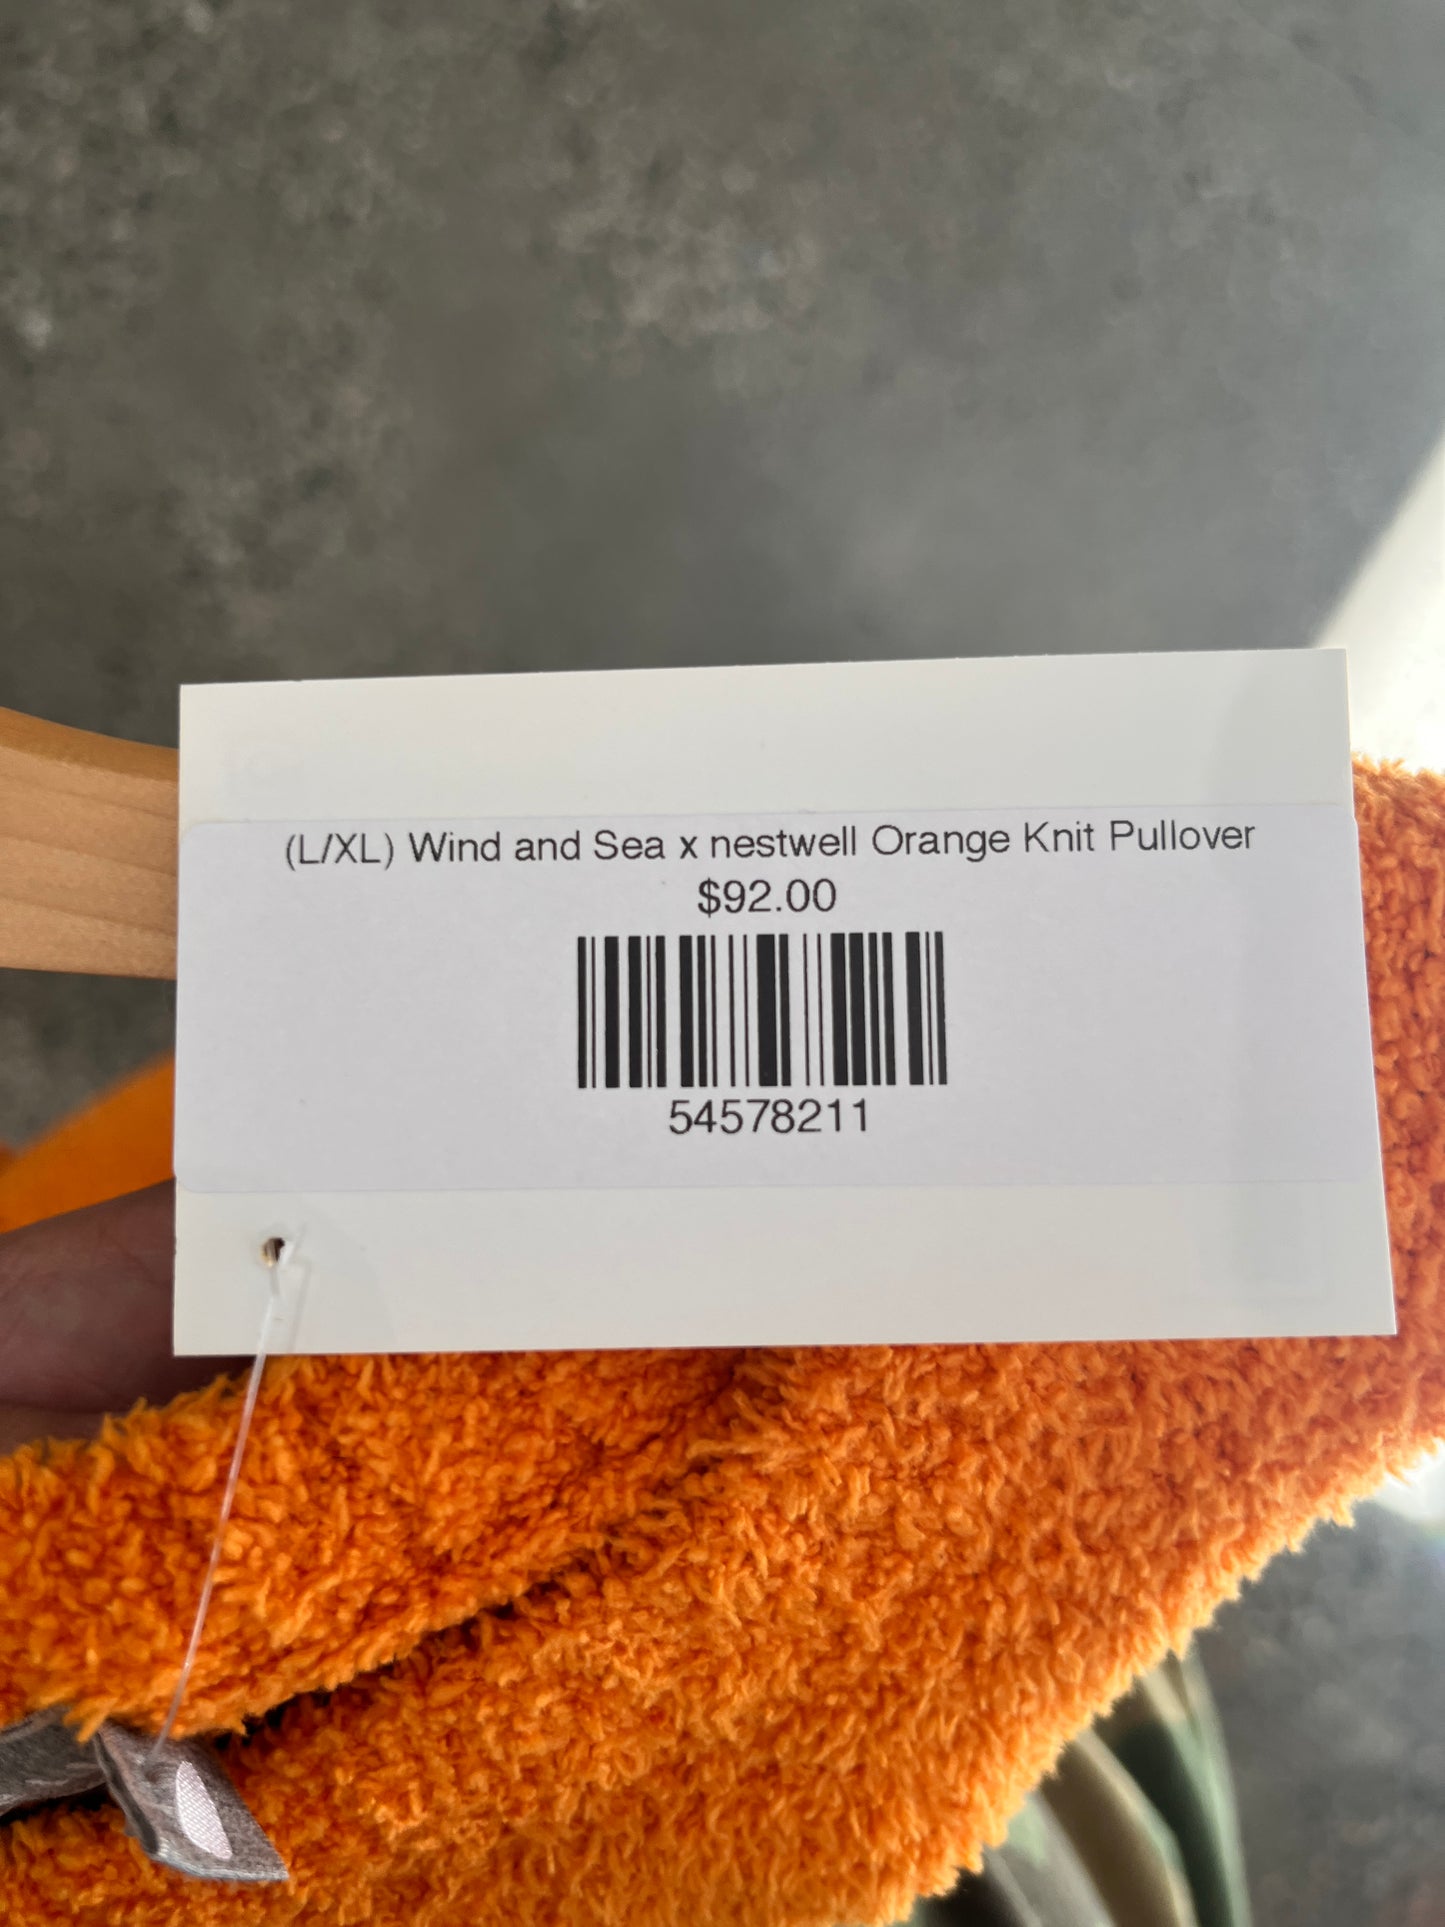 (L/XL) Wind and Sea x nestwell Orange Knit Pullover
$92.00
54578211